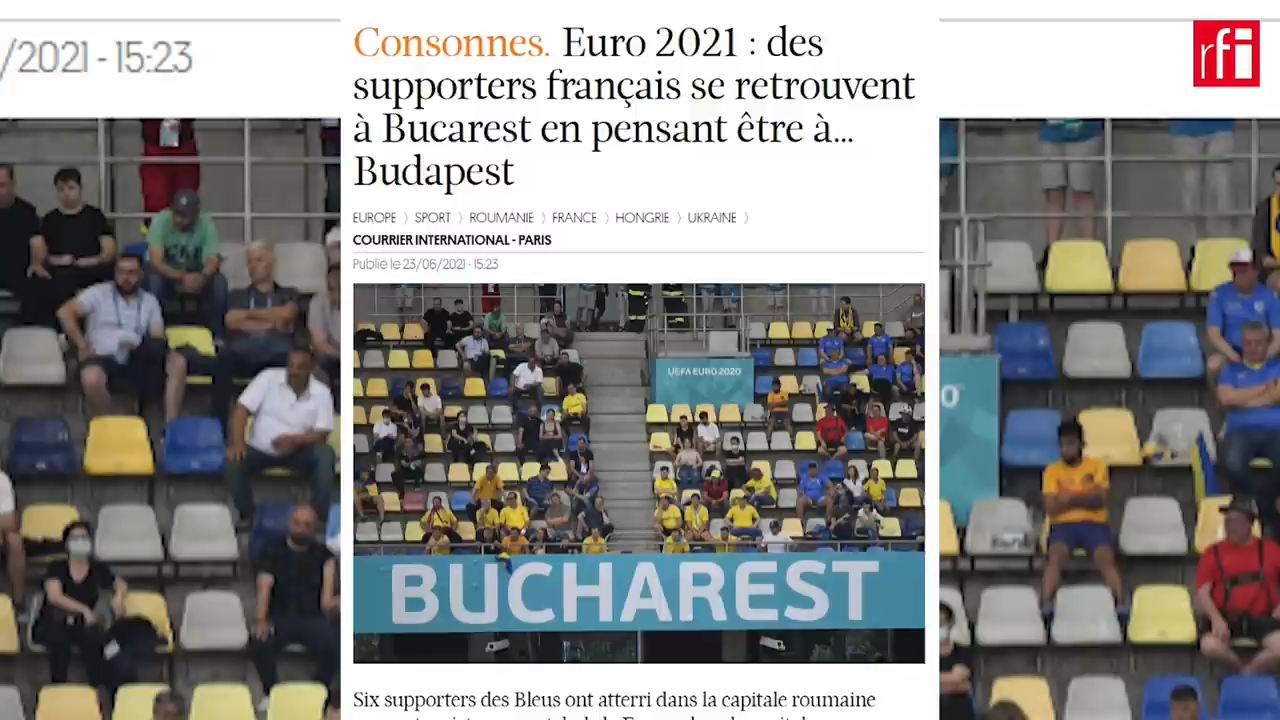 /2021 - 15:23
rfi
Consonnes. Euro 2021 : des
supporters français se retrouvent
à Bucarest en pensant être à...
Budapest
EUROPE 〉 SPORT 〉 ROUMANIE 〉 FRANCE 〉 HONGRIE 〉 UKRAINE 〉
COURRIER INTERNATIONAL - PARIS
Publié le 23/06/2021 - 15:23
UEFA EURO 2020
0
BUCHAREST
Six supporters des Bleus ont atterri dans la capitale roumaine